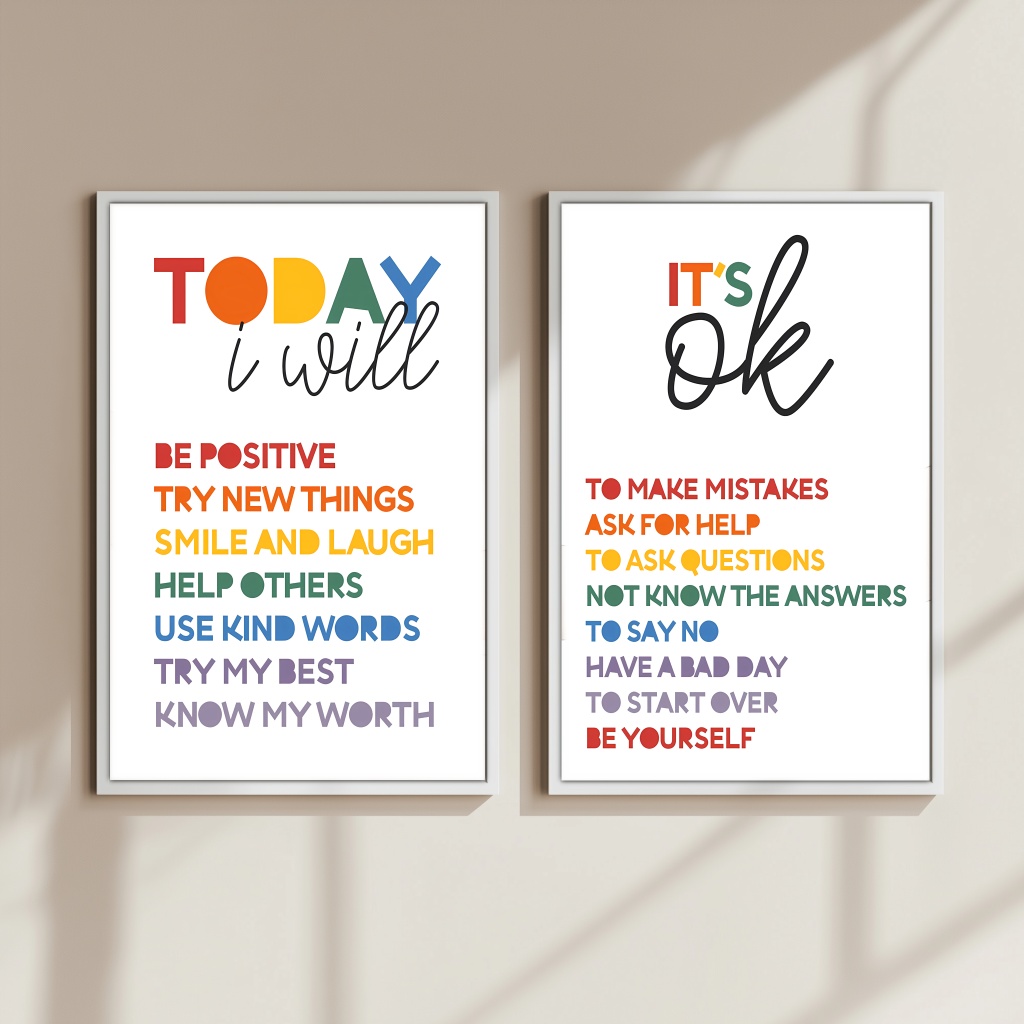 TODAY
i will
BE POSITIVE
TRY NEW THINGS
SMILE AND LAUGH
HELP OTHERS
USE KIND WORDS
TRY MY BEST
KNOW MY WORTH
IT'S
ok
TO MAKE MISTAKES
ASK FOR HELP
TO ASK QUESTIONS
NOT KNOW THE ANSWERS
TO SAY NO
HAVE A BAD DAY
TO START OVER
BE YOURSELF